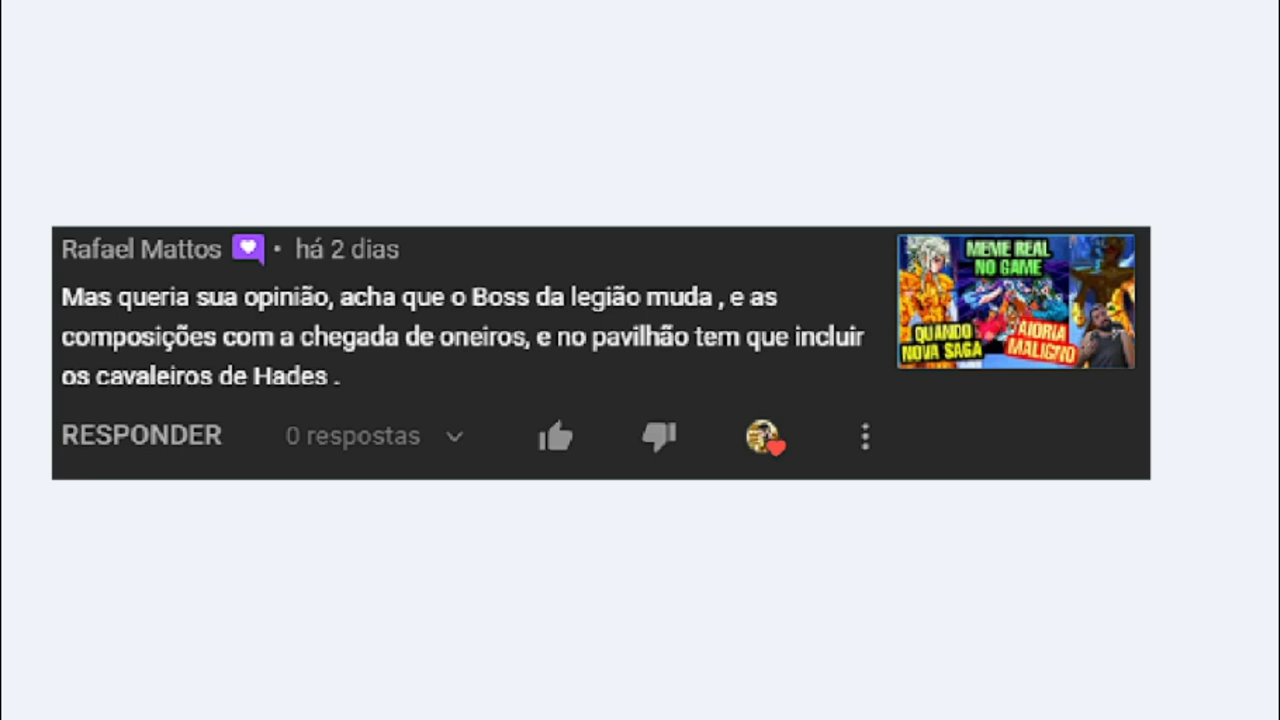 Rafael Mattos • há 2 dias
Mas queria sua opinião, acha que o Boss da legião muda , e as
composições com a chegada de oneiros, e no pavilhão tem que incluir
os cavaleiros de Hades .
RESPONDER 0 respostas
MEME REAL
NO GAME
QUANDO
NOVA SAGA
AIORIA
MALIGNO